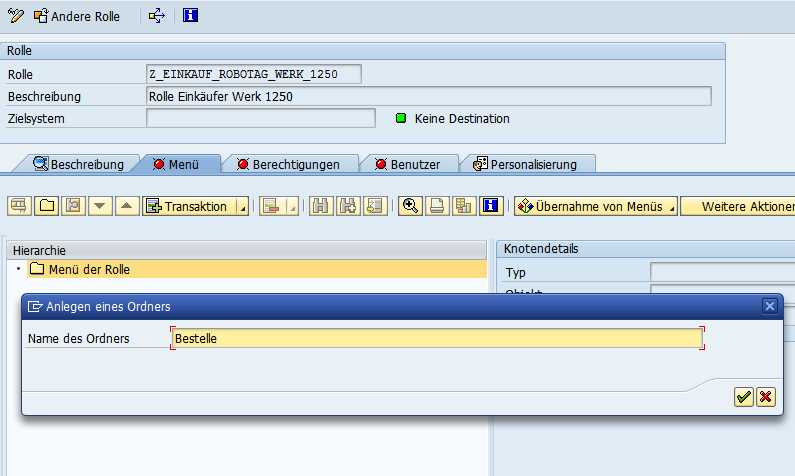 Andere Rolle
Rolle
Rolle Z_EINKAUF_ROBOTAG_WERK_1250
Beschreibung Rolle Einkäufer Werk 1250
Zielsystem Keine Destination
Beschreibung Menü Berechtigungen Benutzer Personalisierung
Transaktion Übernahme von Menüs Weitere Aktionen
Hierarchie Knotendetails
Menü der Rolle Typ
Objekt
Anlegen eines Ordners
Name des Ordners Bestelle